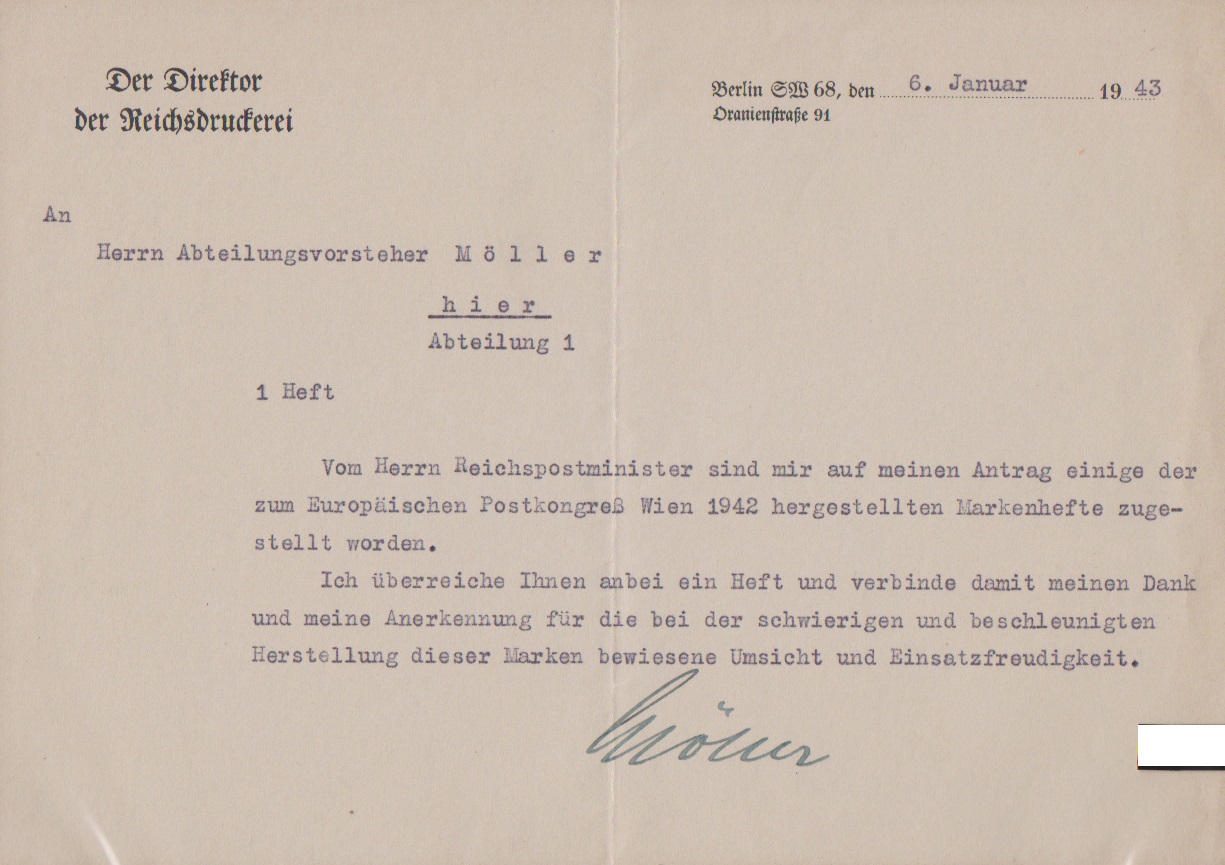 Der Direktor
der Reichsdruckerei
Berlin SW 68, den 6. Januar 1943
Oranienstraße 91
An
Herrn Abteilungsvorsteher M ö l l e r
h i e r
Abteilung 1
1 Heft
Vom Herrn Reichspostminister sind mir auf meinen Antrag einige der
zum Europäischen Postkongreß Wien 1942 hergestellten Markenhefte zuge-
stellt worden.
Ich überreiche Ihnen anbei ein Heft und verbinde damit meinen Dank
und meine Anerkennung für die bei der schwierigen und beschleunigten
Herstellung dieser Marken bewiesene Umsicht und Einsatzfreudigkeit.